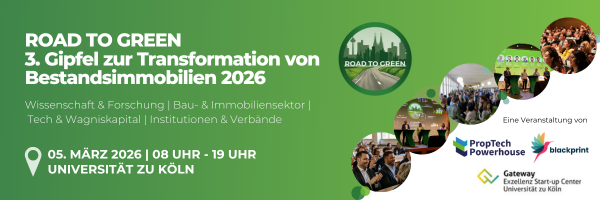 ROAD TO GREEN
3. Gipfel zur Transformation von
Bestandsimmobilien 2026
Wissenschaft & Forschung | Bau- & Immobiliensektor |
Tech & Wagniskapital | Institutionen & Verbände
05. MÄRZ 2026 | 08 UHR - 19 UHR
UNIVERSITÄT ZU KÖLN
ROAD TO GREEN
Eine Veranstaltung von
PropTech
Powerhouse
blackprint
Gateway
Exzellenz Start-up Center
Universität zu Köln